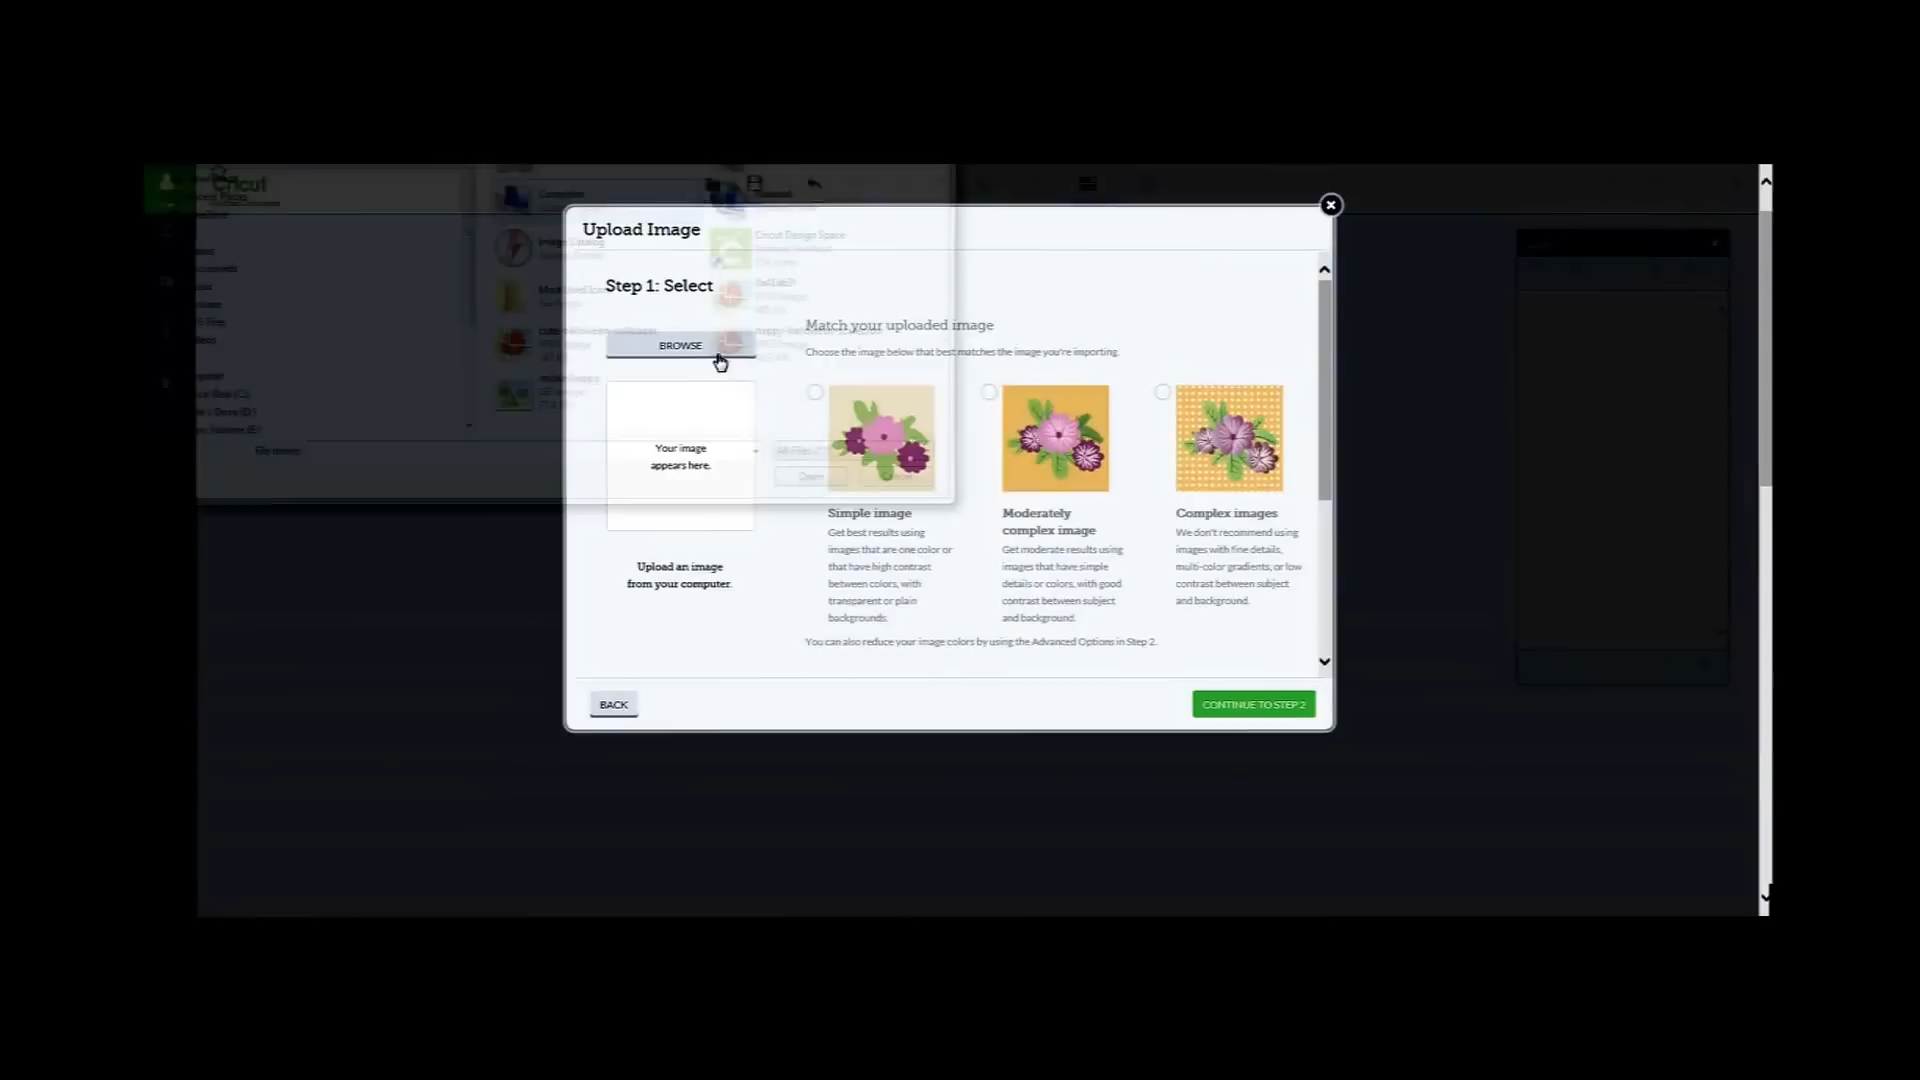 Cricut
Upload Image
Cricut Design Space
Step 1: Select
Match your uploaded image
BROWSE
Choose the image below that best matches the image you're importing.
Your image
appears here.
Simple image
Get best results using
images that are one color or
that have high contrast
between colors, with
transparent or plain
backgrounds.
Moderately
complex image
Get moderate results using
images that have simple
details or colors, with good
contrast between subject
and background.
Complex images
We don't recommend using
images with fine details,
multi-color gradients, or low
contrast between subject
and background.
Upload an image
from your computer.
You can also reduce your image colors by using the Advanced Options in Step 2.
BACK
CONTINUE TO STEP 2